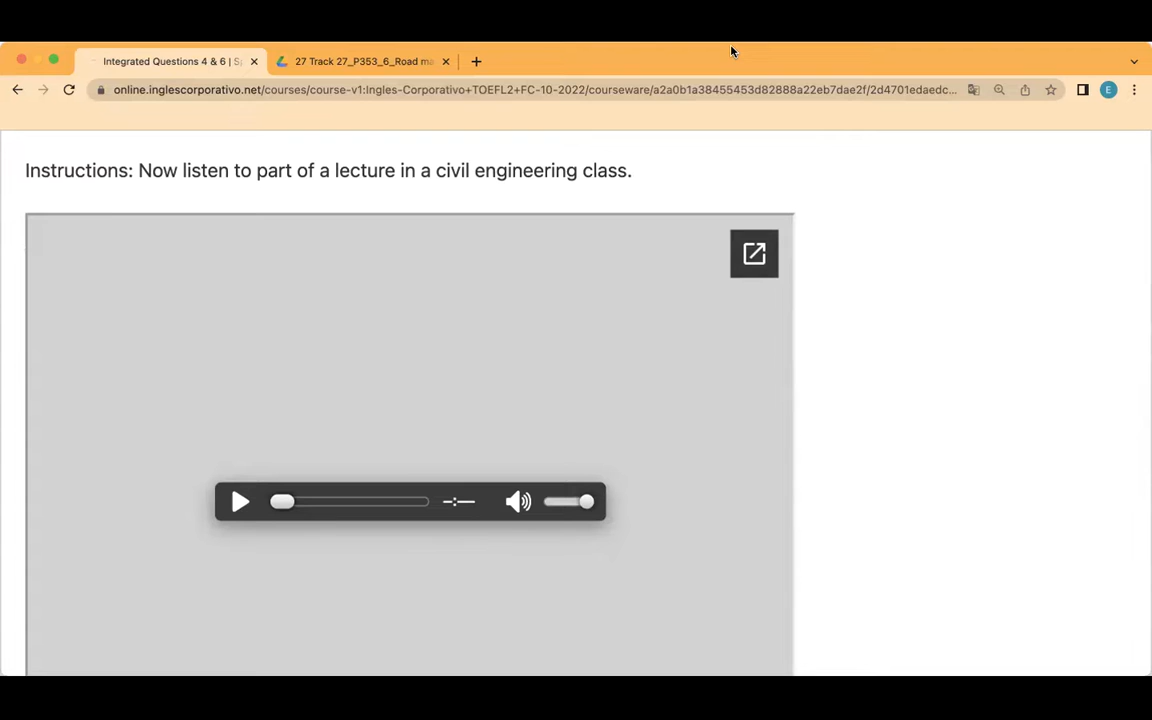 Integrated Questions 4 & 6 | S
27 Track 27_P353_6_Road ma
online.inglescorporativo.net/courses/course-v1:Ingles-Corporativo+TOEFL2+FC-10-2022/courseware/a2a0b1a38455453d82888a22eb7dae2f/2d4701edaedc...
E
Instructions: Now listen to part of a lecture in a civil engineering class.